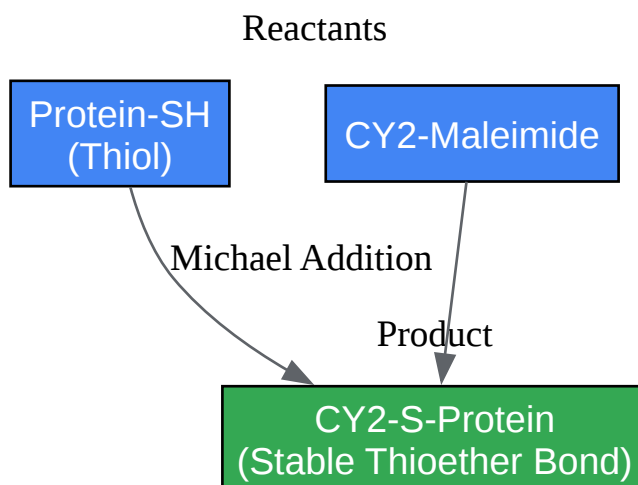 Reactants
Protein-SH
(Thiol)
CY2-Maleimide
Michael Addition
Product
CY2-S-Protein
(Stable Thioether Bond)